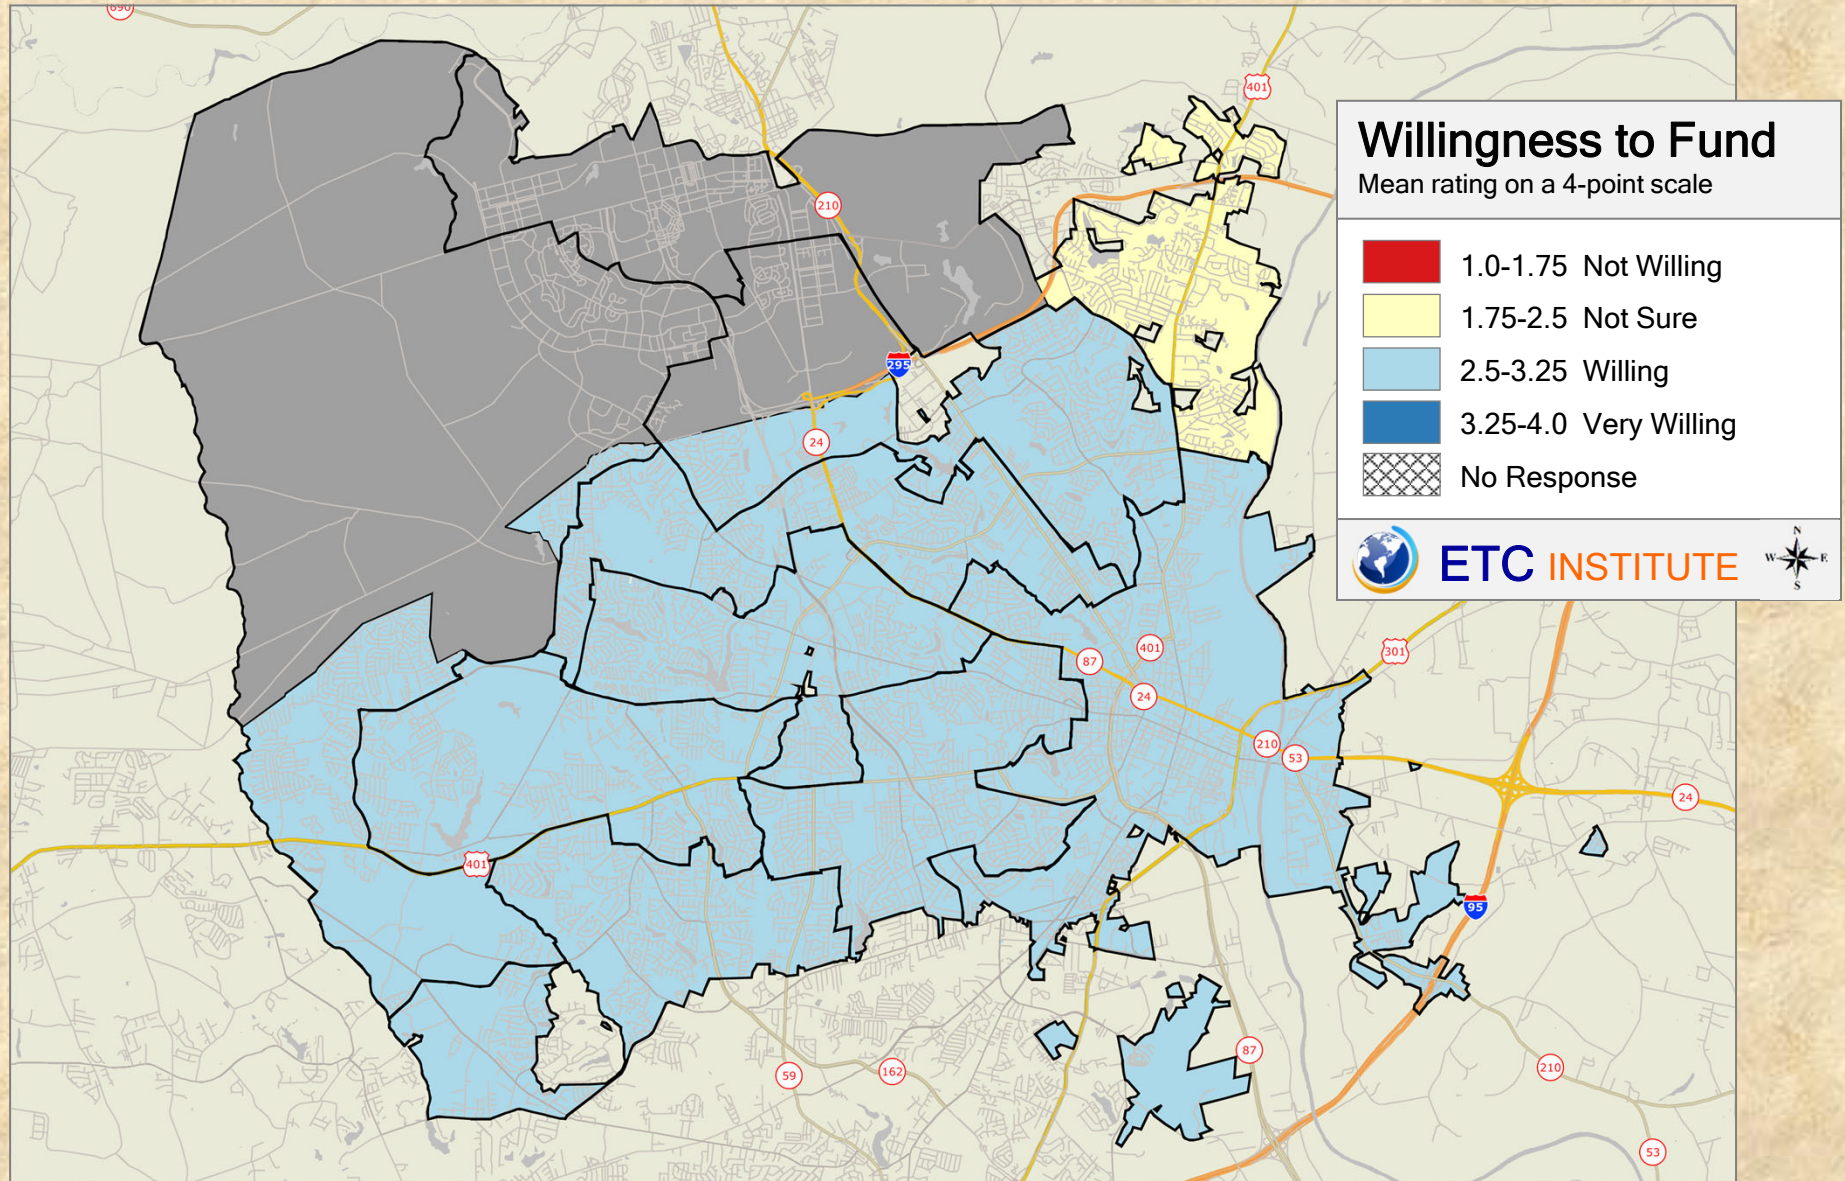 690
401
Willingness to Fund
Mean rating on a 4-point scale
210
1.0-1.75 Not Willing
1.75-2.5 Not Sure
295
2.5-3.25 Willing
3.25-4.0 Very Willing
24
No Response
N
W E
S
ETC INSTITUTE
401
301
87
24
210
53
24
401
95
87
59
162
210
53